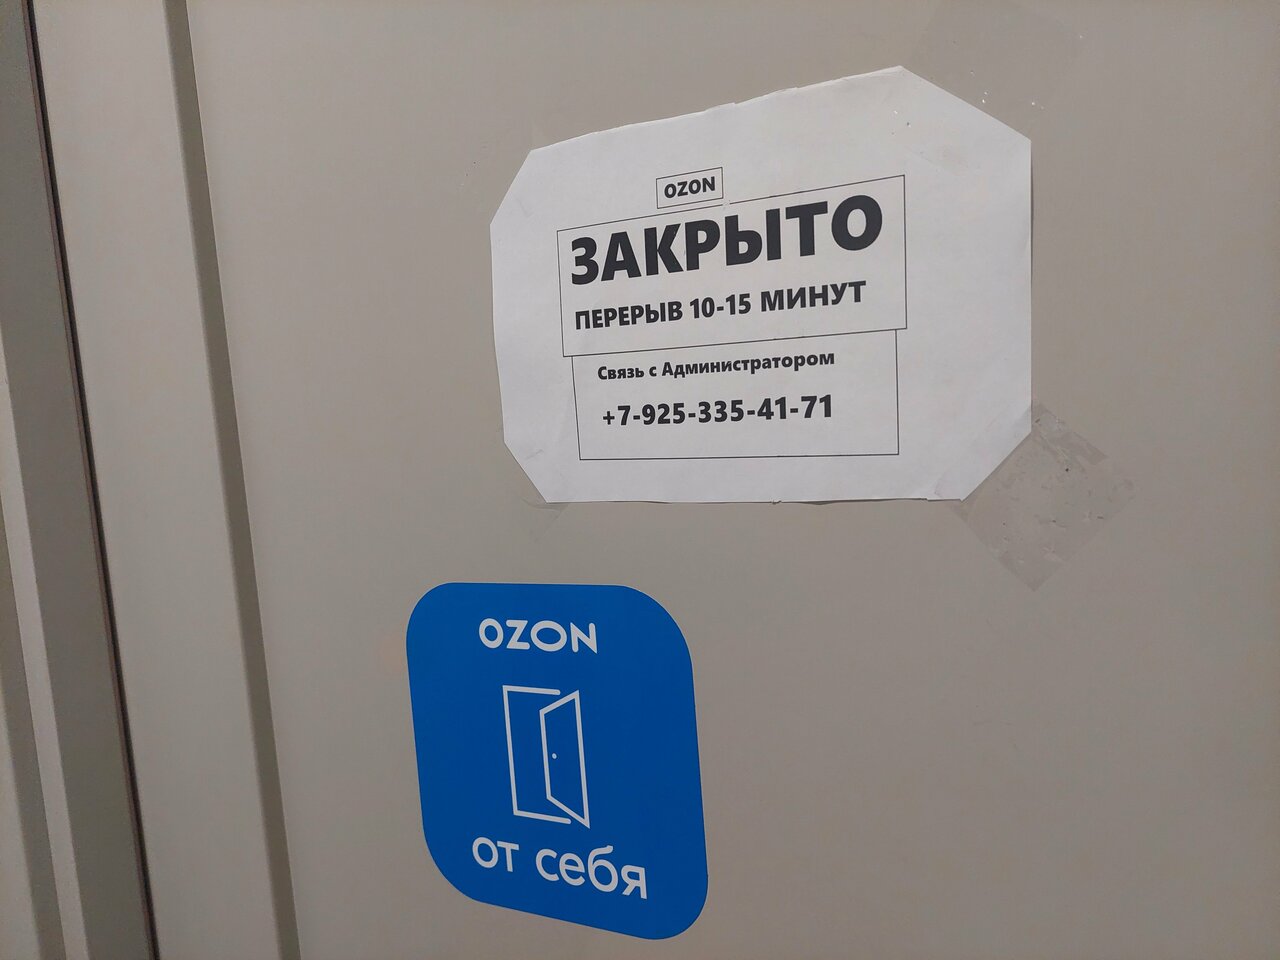 OZON
ЗАКРЫТО
ПЕРЕРЫВ 10-15 МИНУТ
Связь с Администратором
+7-925-335-41-71
OZON
от себя